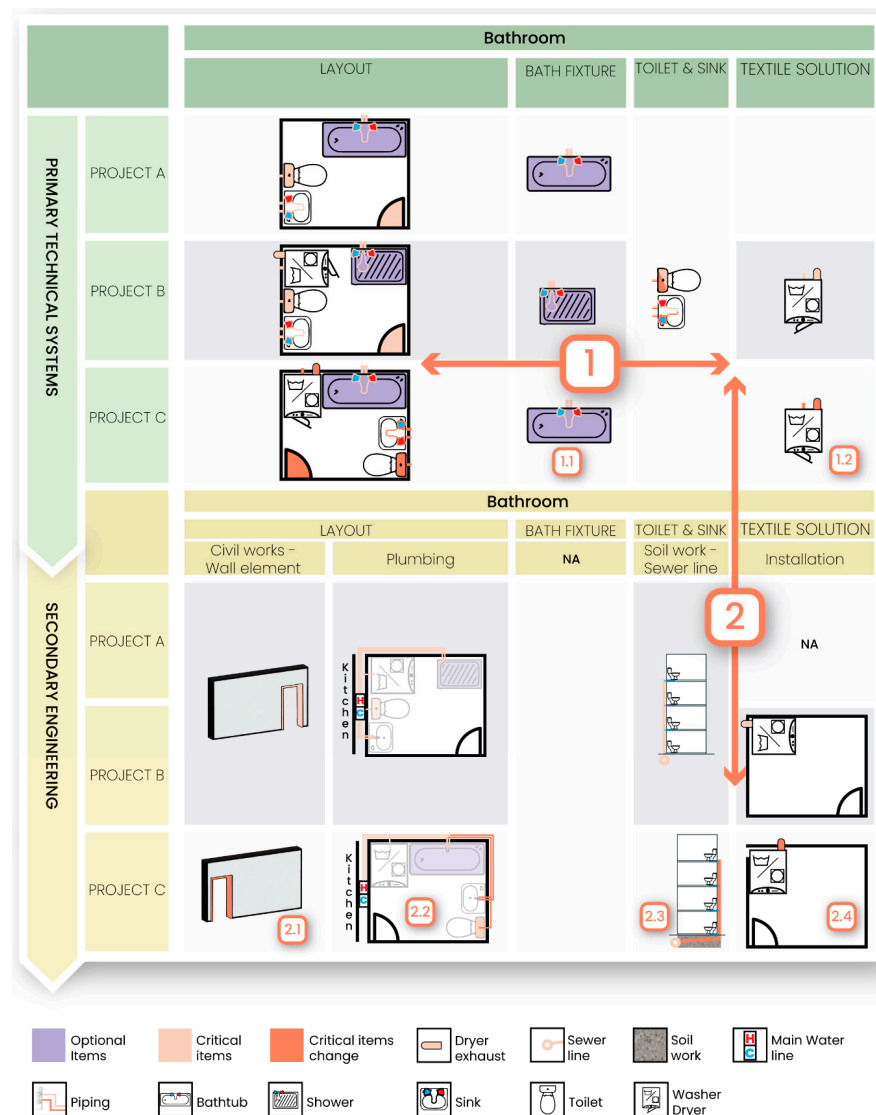 Bathroom
LAYOUT
BATH FIXTURE
TOILET & SINK
TEXTILE SOLUTION
PRIMARY TECHNICAL SYSTEMS
PROJECT A
PROJECT B
1
PROJECT C
1.1
1.2
Bathroom
LAYOUT
BATH FIXTURE
TOILET & SINK
TEXTILE SOLUTION
Civil works -
Wall element
Plumbing
NA
Soil work -
Sewer line
Installation
SECONDARY ENGINEERING
2
PROJECT A
NA
Kitchen
H
C
PROJECT B
PROJECT C
Kitchen
H
C
2.1
2.2
2.3
2.4
Optional
Items
Critical
items
Critical items
change
Dryer
exhaust
Sewer
line
Soil
work
H
C
Main Water
line
Piping
Bathtub
Shower
Sink
Toilet
Washer
Dryer